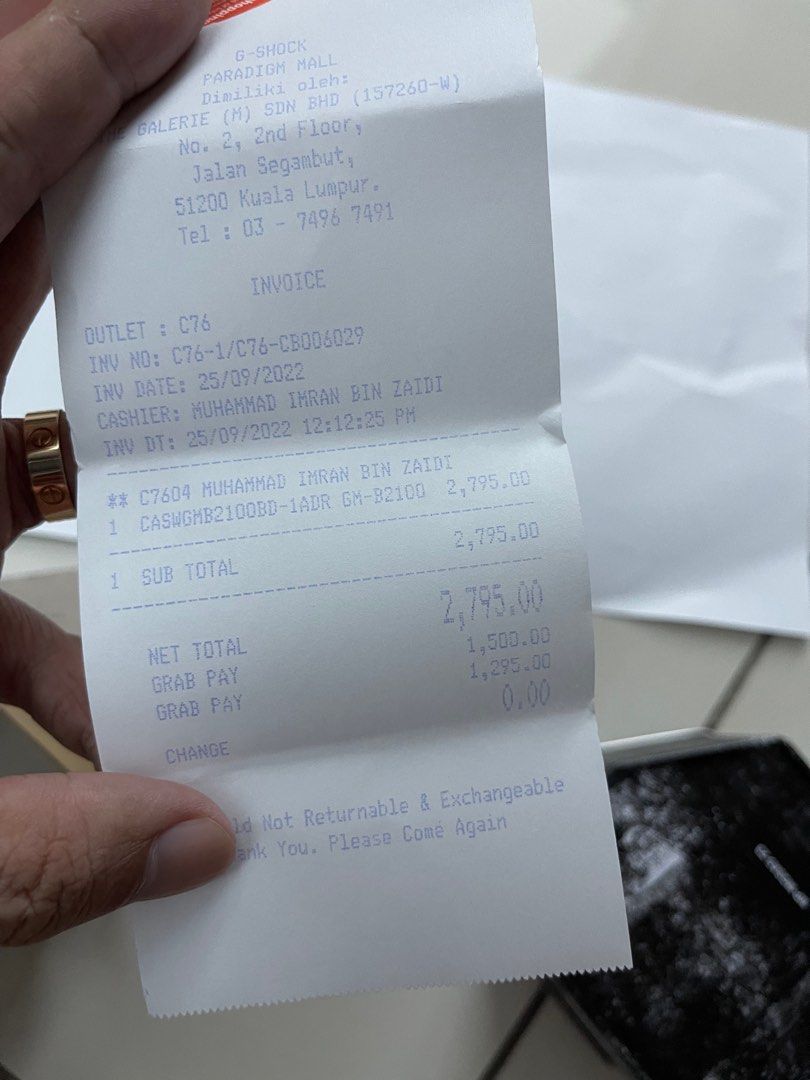 G-SHOCK
PARADIGM MALL
Dimiliki oleh:
GALERIE (M) SDN BHD (157260-W)
No. 2, 2nd Floor,
Jalan Segambut,
51200 Kuala Lumpur.
Tel : 03 - 7496 7491
INVOICE
OUTLET : C76
INV NO: C76-1/C76-CB006029
INV DATE: 25/09/2022
CASHIER: MUHAMMAD IMRAN BIN ZAIDI
INV DT: 25/09/2022 12:12:25 PM
** C7604 MUHAMMAD IMRAN BIN ZAIDI
1 CASWGMB2100BD-1ADR GM-B2100 2,795.00
1 SUB TOTAL 2,795.00
NET TOTAL 2,795.00
GRAB PAY 1,500.00
GRAB PAY 1,295.00
CHANGE 0.00
Not Returnable & Exchangeable
You. Please Come Again